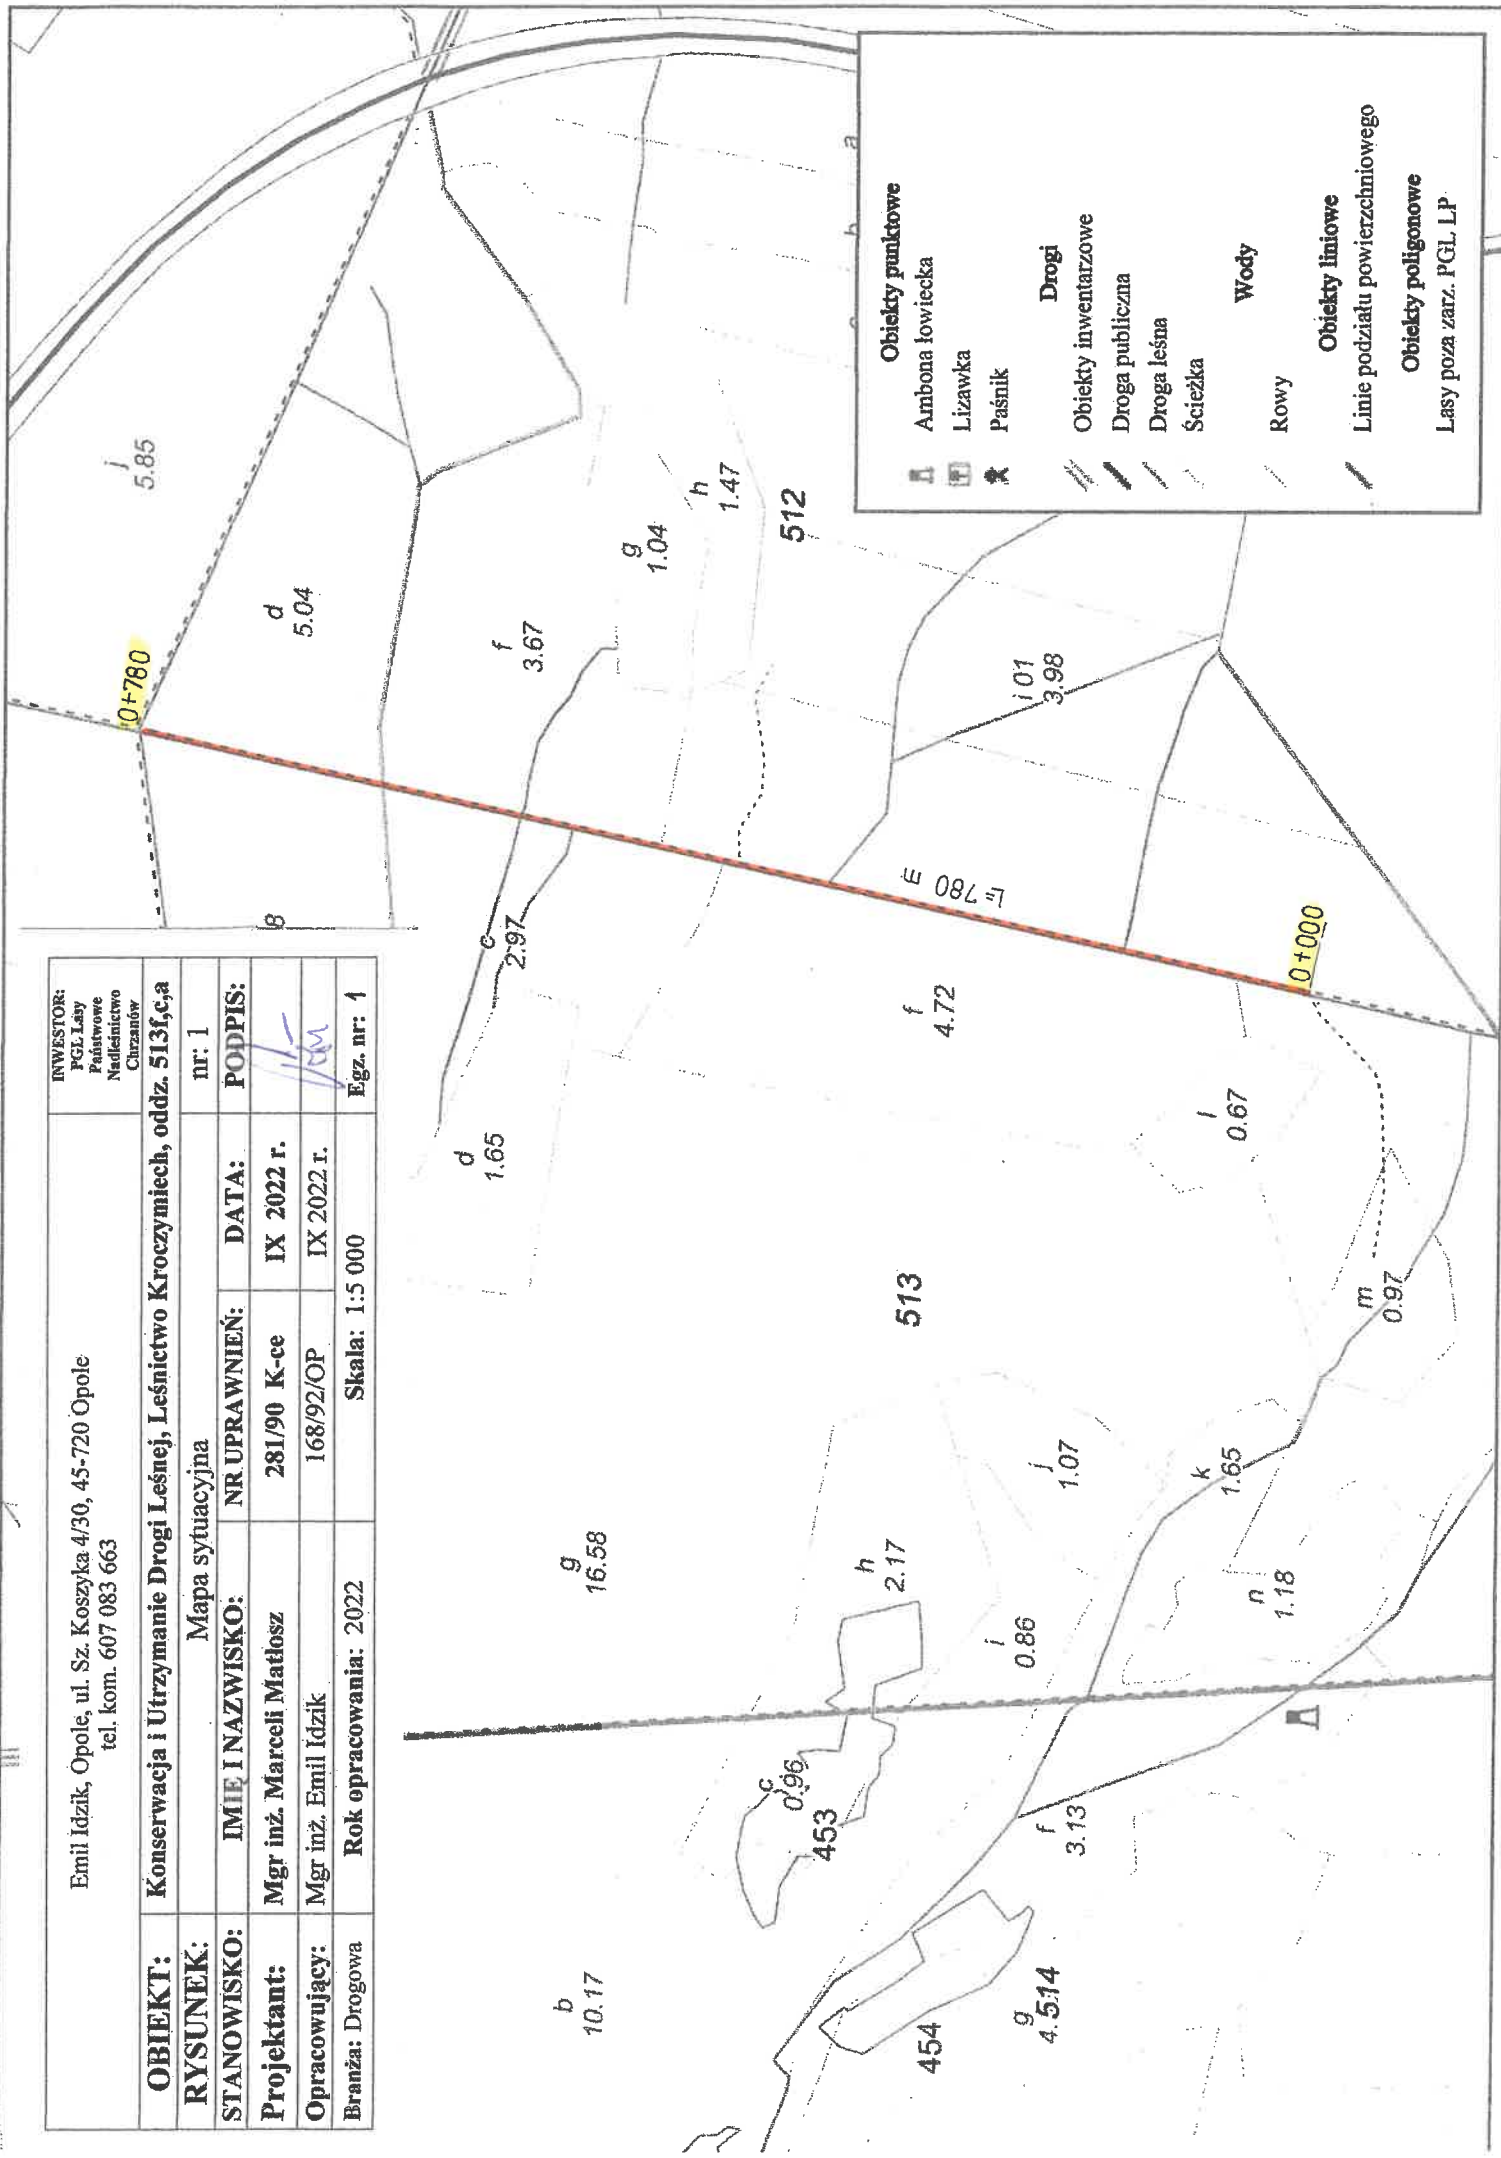 Emil Idzik, Opole, ul. Sz. Koszyka 4/30, 45-720 Opole
tel. kom. 607 083 663
INWESTOR:
PGL Lasy
Państwowe
Nadleśnictwo
Chrzanów
OBIEKT: Konserwacja i Utrzymanie Drogi Leśnej, Leśnictwo Kroczymiech, oddz. 513f,c,a
RYSUNEK: Mapa sytuacyjna nr: 1
STANOWISKO: IMIĘ I NAZWISKO: NR UPRAWNIEŃ: DATA: PODPIS:
Projektant: Mgr inż. Marceli Matłosz 281/90 K-ce IX 2022 r.
Opracowujący: Mgr inż. Emil Idzik 168/92/OP IX 2022 r.
Branża: Drogowa Rok opracowania: 2022 Skala: 1:5 000 Egz. nr: 1
0+780
j
5.85
d
5.04
f
3.67
g
1.04
h
1.47
512
c
2.97
d
1.65
L=780 m
f
4.72
i 01
3.98
0+000
l
0.67
m
0.97
513
g
16.58
h
2.17
j
1.07
i
0.86
k
1.65
n
1.18
b
10.17
c
0.96
453
f
3.13
454
g
4.514
a
b
Obiekty punktowe
Ambona łowiecka
Lizawka
Paśnik
Drogi
Obiekty inwentarzowe
Droga publiczna
Droga leśna
Ścieżka
Wody
Rowy
Obiekty liniowe
Linie podziału powierzchniowego
Obiekty poligonowe
Lasy poza zarz. PGL LP